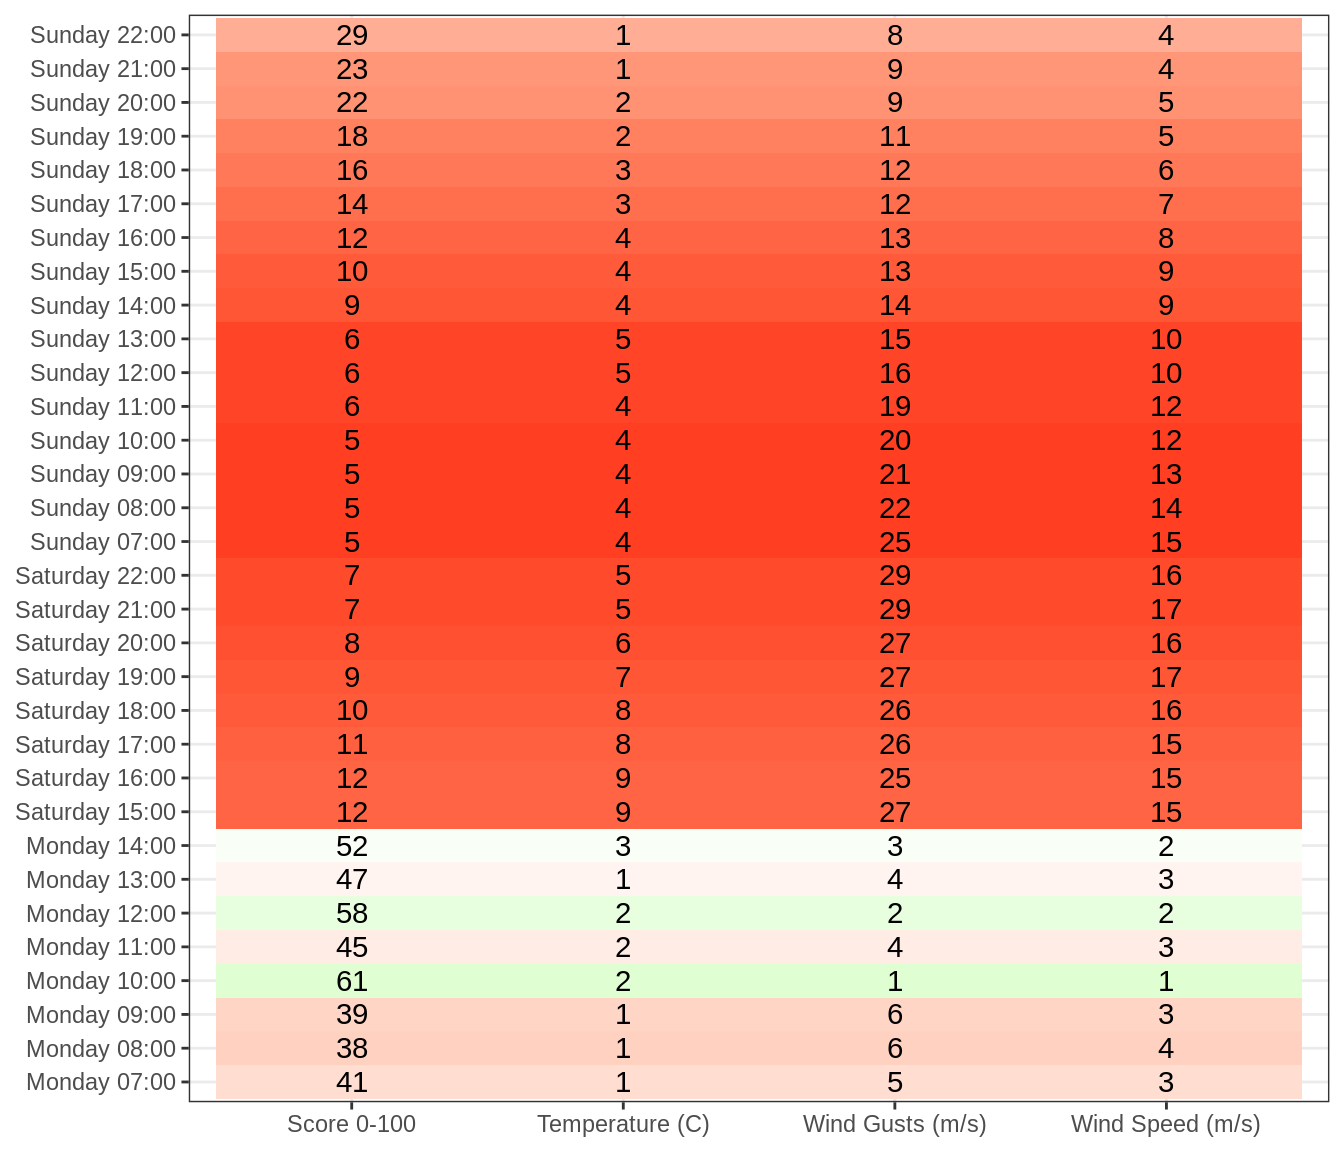 Sunday 22:00 29 1 8 4
Sunday 21:00 23 1 9 4
Sunday 20:00 22 2 9 5
Sunday 19:00 18 2 11 5
Sunday 18:00 16 3 12 6
Sunday 17:00 14 3 12 7
Sunday 16:00 12 4 13 8
Sunday 15:00 10 4 13 9
Sunday 14:00 9 4 14 9
Sunday 13:00 6 5 15 10
Sunday 12:00 6 5 16 10
Sunday 11:00 6 4 19 12
Sunday 10:00 5 4 20 12
Sunday 09:00 5 4 21 13
Sunday 08:00 5 4 22 14
Sunday 07:00 5 4 25 15
Saturday 22:00 7 5 29 16
Saturday 21:00 7 5 29 17
Saturday 20:00 8 6 27 16
Saturday 19:00 9 7 27 17
Saturday 18:00 10 8 26 16
Saturday 17:00 11 8 26 15
Saturday 16:00 12 9 25 15
Saturday 15:00 12 9 27 15
Monday 14:00 52 3 3 2
Monday 13:00 47 1 4 3
Monday 12:00 58 2 2 2
Monday 11:00 45 2 4 3
Monday 10:00 61 2 1 1
Monday 09:00 39 1 6 3
Monday 08:00 38 1 6 4
Monday 07:00 41 1 5 3
Score 0-100 Temperature (C) Wind Gusts (m/s) Wind Speed (m/s)